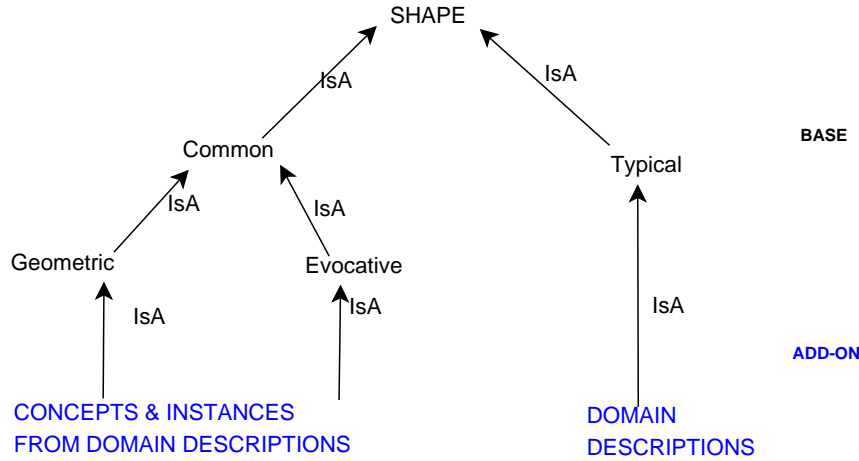 SHAPE
IsA
IsA
BASE
Common
Typical
IsA
IsA
Geometric
Evocative
IsA
IsA
IsA
ADD-ON
CONCEPTS & INSTANCES
FROM DOMAIN DESCRIPTIONS
DOMAIN
DESCRIPTIONS